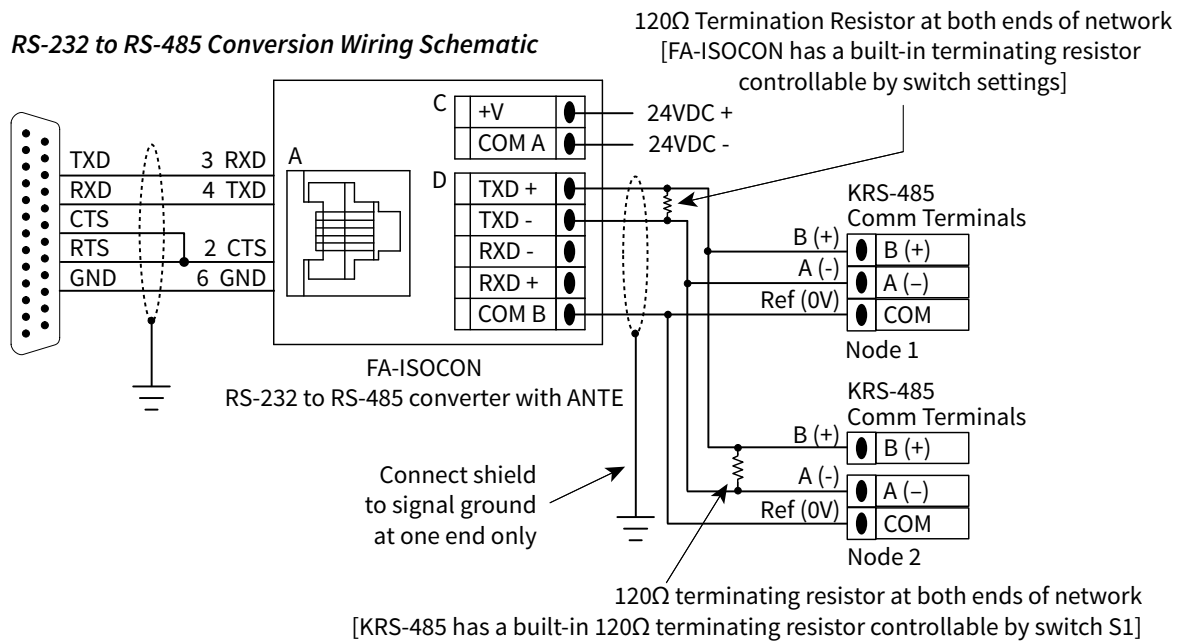 RS-232 to RS-485 Conversion Wiring Schematic
120Ω Termination Resistor at both ends of network
[FA-ISOCON has a built-in terminating resistor
controllable by switch settings]
TXD
RXD
CTS
RTS
GND
3 RXD
4 TXD
2 CTS
6 GND
A
C
+V
COM A
24VDC +
24VDC -
D
TXD +
TXD -
RXD -
RXD +
COM B
FA-ISOCON
RS-232 to RS-485 converter with ANTE
KRS-485
Comm Terminals
B (+)
A (-)
Ref (0V)
B (+)
A (–)
COM
Node 1
KRS-485
Comm Terminals
B (+)
A (-)
Ref (0V)
B (+)
A (–)
COM
Node 2
Connect shield
to signal ground
at one end only
120Ω terminating resistor at both ends of network
[KRS-485 has a built-in 120Ω terminating resistor controllable by switch S1]